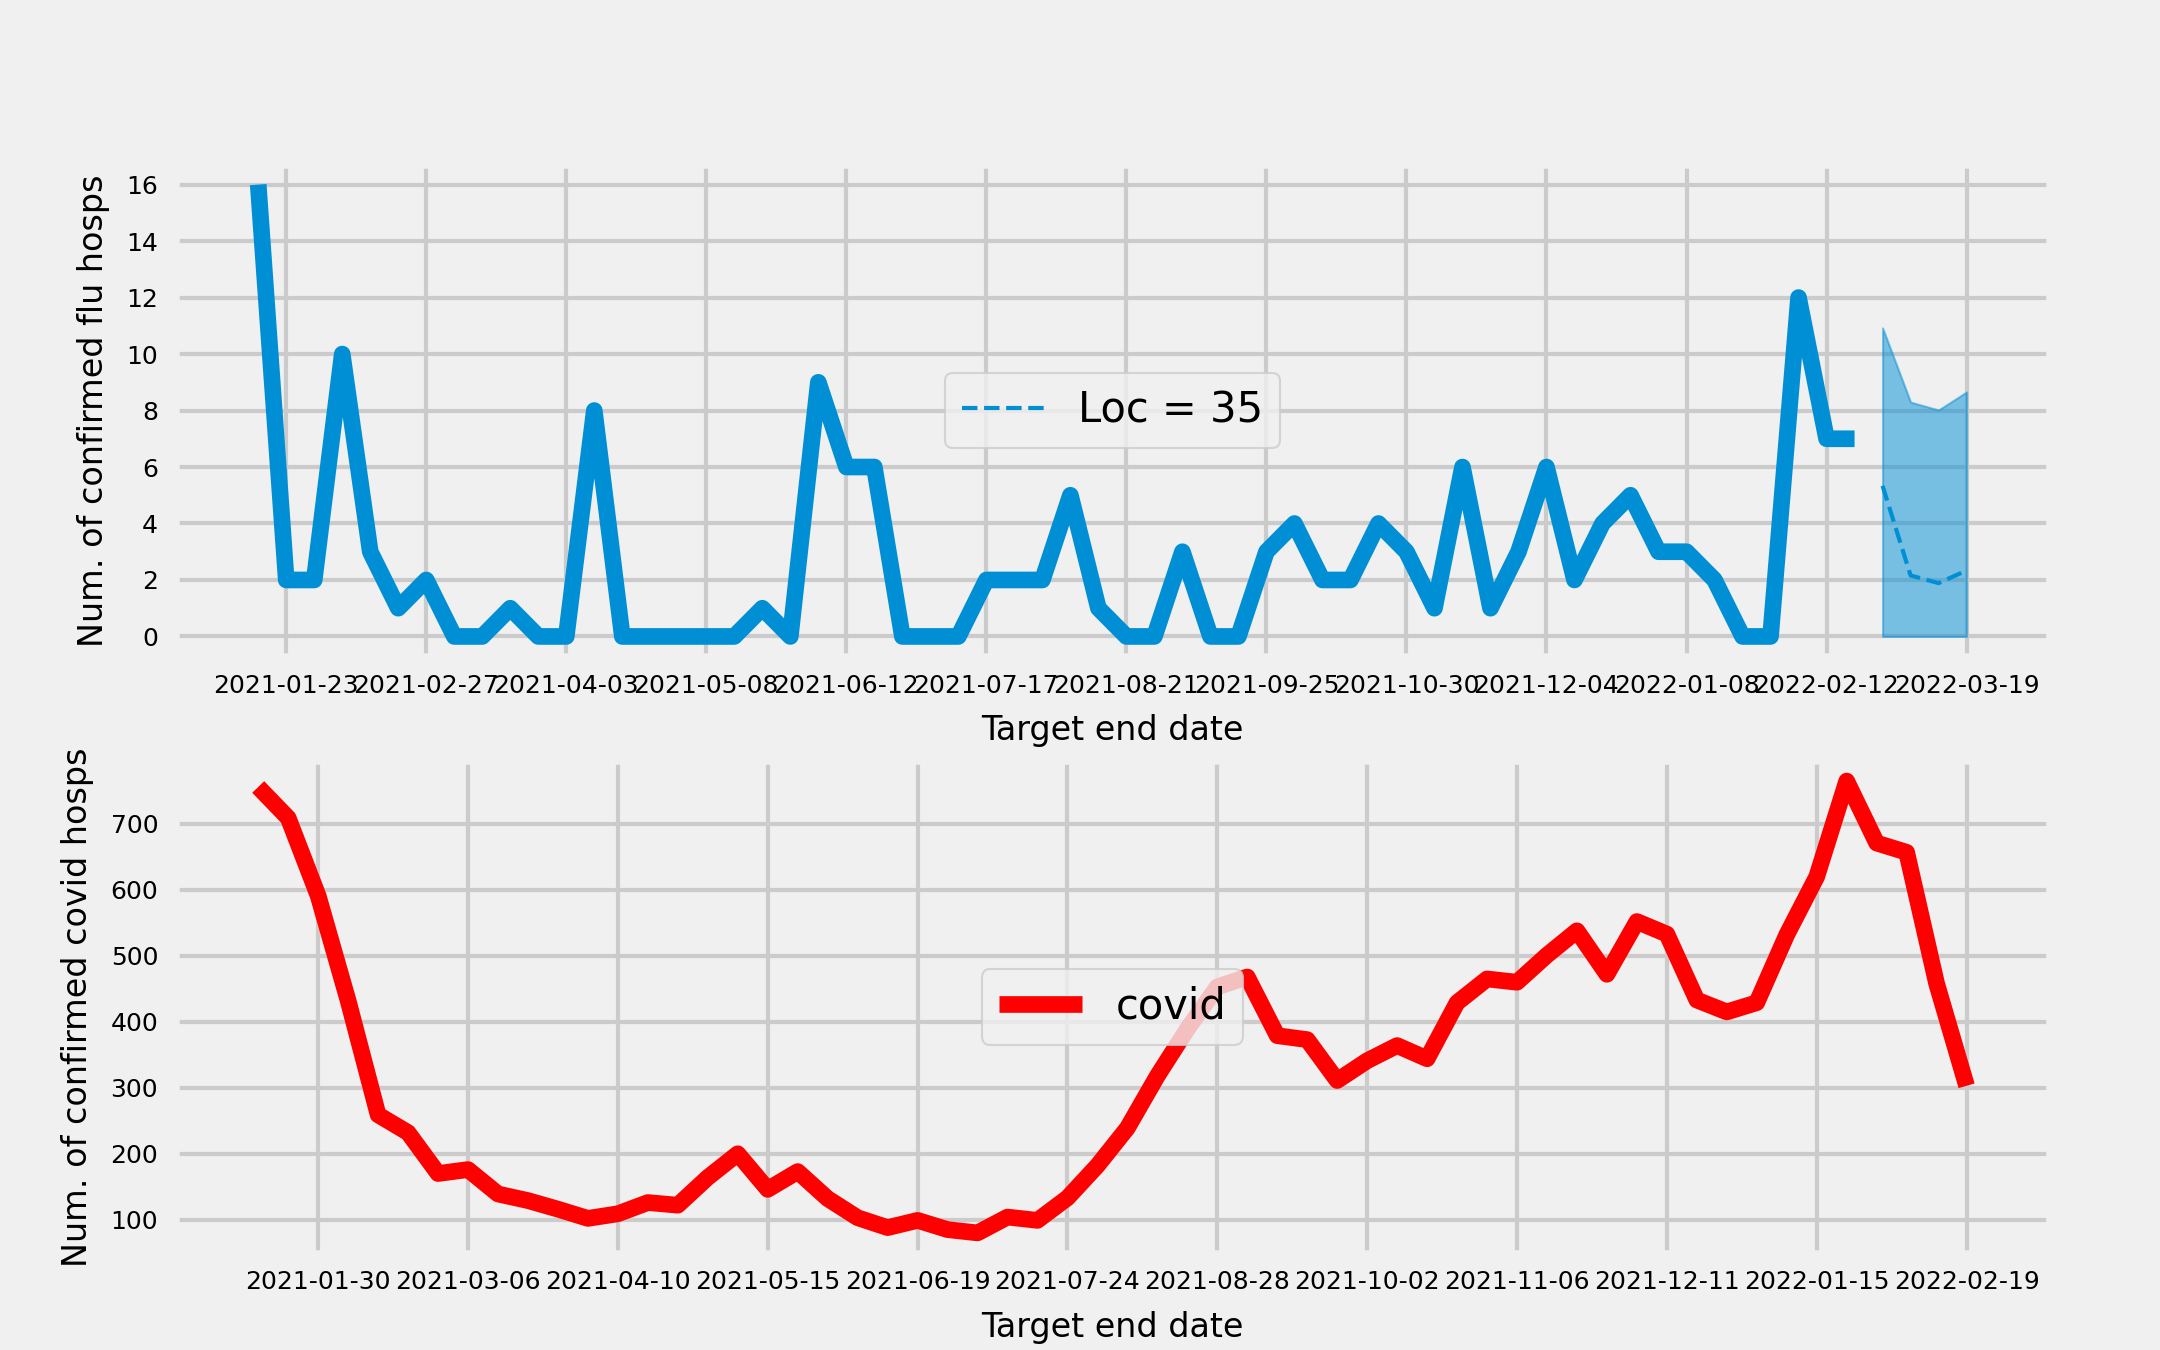 Num. of confirmed flu hosps
16
14
12
10
8
6
4
2
0
Loc = 35
2021-01-23 2021-02-27 2021-04-03 2021-05-08 2021-06-12 2021-07-17 2021-08-21 2021-09-25 2021-10-30 2021-12-04 2022-01-08 2022-02-12 2022-03-19
Target end date
Num. of confirmed covid hosps
700
600
500
400
300
200
100
covid
2021-01-30 2021-03-06 2021-04-10 2021-05-15 2021-06-19 2021-07-24 2021-08-28 2021-10-02 2021-11-06 2021-12-11 2022-01-15 2022-02-19
Target end date